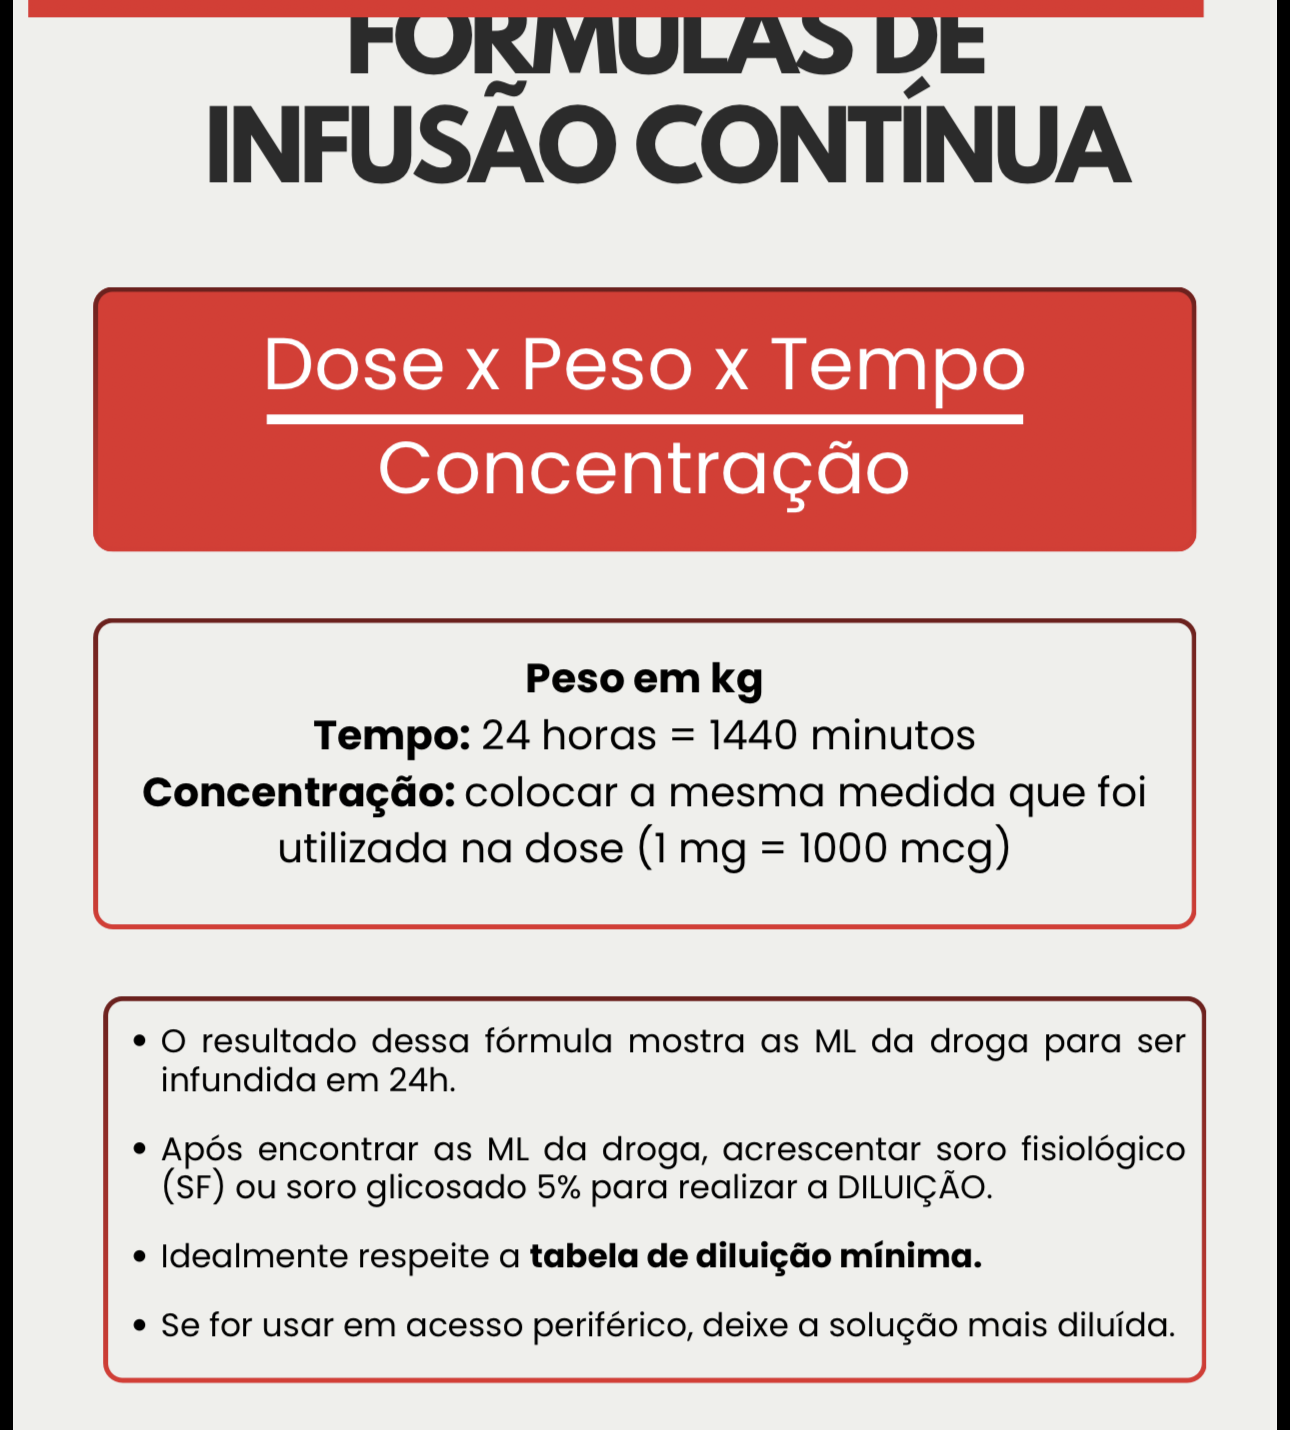 FÓRMULAS DE
INFUSÃO CONTÍNUA
Dose x Peso x Tempo
Concentração
Peso em kg
Tempo: 24 horas = 1440 minutos
Concentração: colocar a mesma medida que foi
utilizada na dose (1 mg = 1000 mcg)
• O resultado dessa fórmula mostra as ML da droga para ser
infundida em 24h.
• Após encontrar as ML da droga, acrescentar soro fisiológico
(SF) ou soro glicosado 5% para realizar a DILUIÇÃO.
• Idealmente respeite a tabela de diluição mínima.
• Se for usar em acesso periférico, deixe a solução mais diluída.